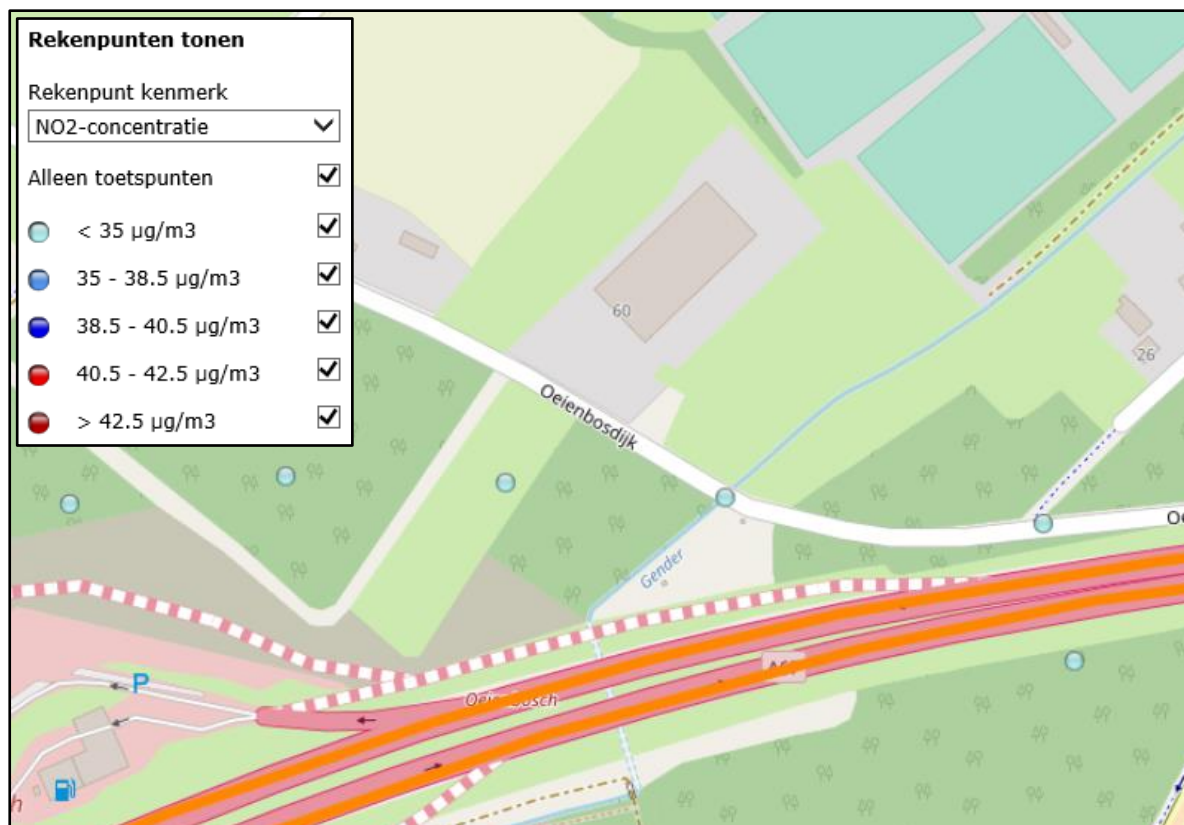 Rekenpunten tonen
Rekenpunt kenmerk
NO2-concentratie
Alleen toetspunten
< 35 µg/m3
35 - 38.5 µg/m3
38.5 - 40.5 µg/m3
40.5 - 42.5 µg/m3
> 42.5 µg/m3
60
26
Oeienbosdijk
Gender
P